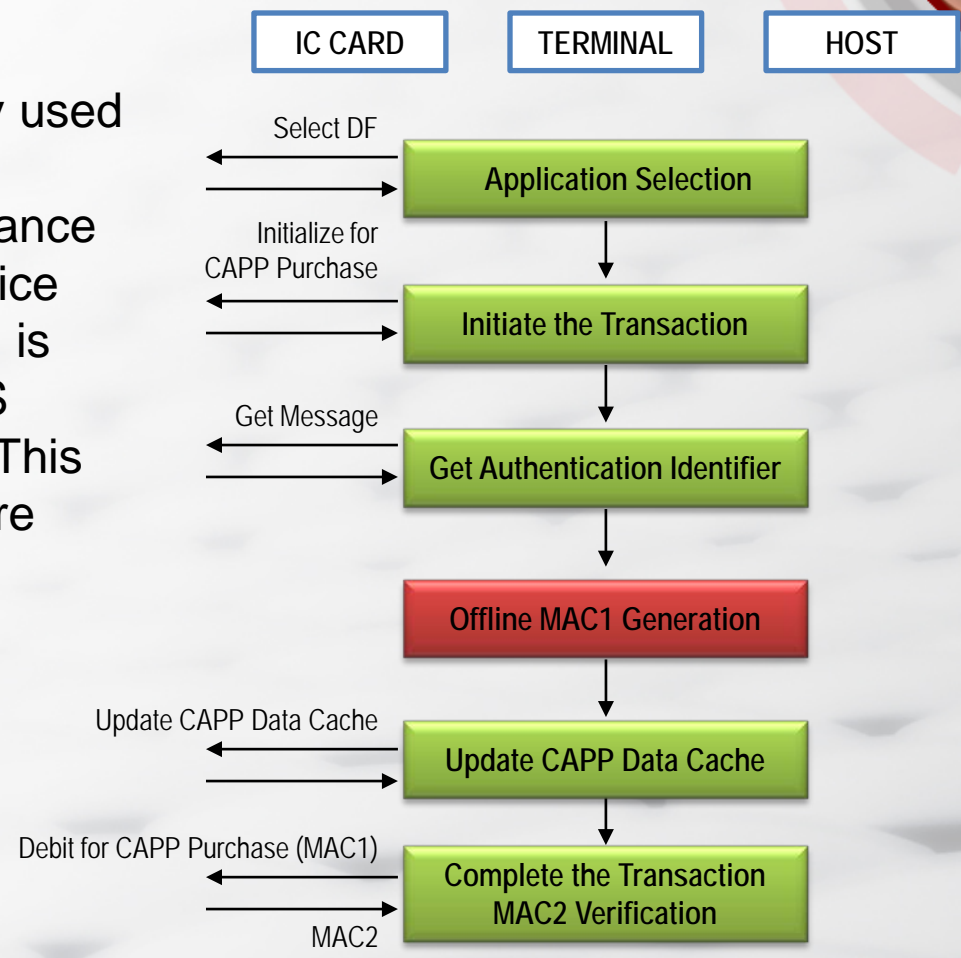 IC CARD
TERMINAL
HOST
used
ance
ice
is
This
re
Select DF
Application Selection
Initialize for
CAPP Purchase
Initiate the Transaction
Get Message
Get Authentication Identifier
Offline MAC1 Generation
Update CAPP Data Cache
Update CAPP Data Cache
Debit for CAPP Purchase (MAC1)
Complete the Transaction
MAC2 Verification
MAC2